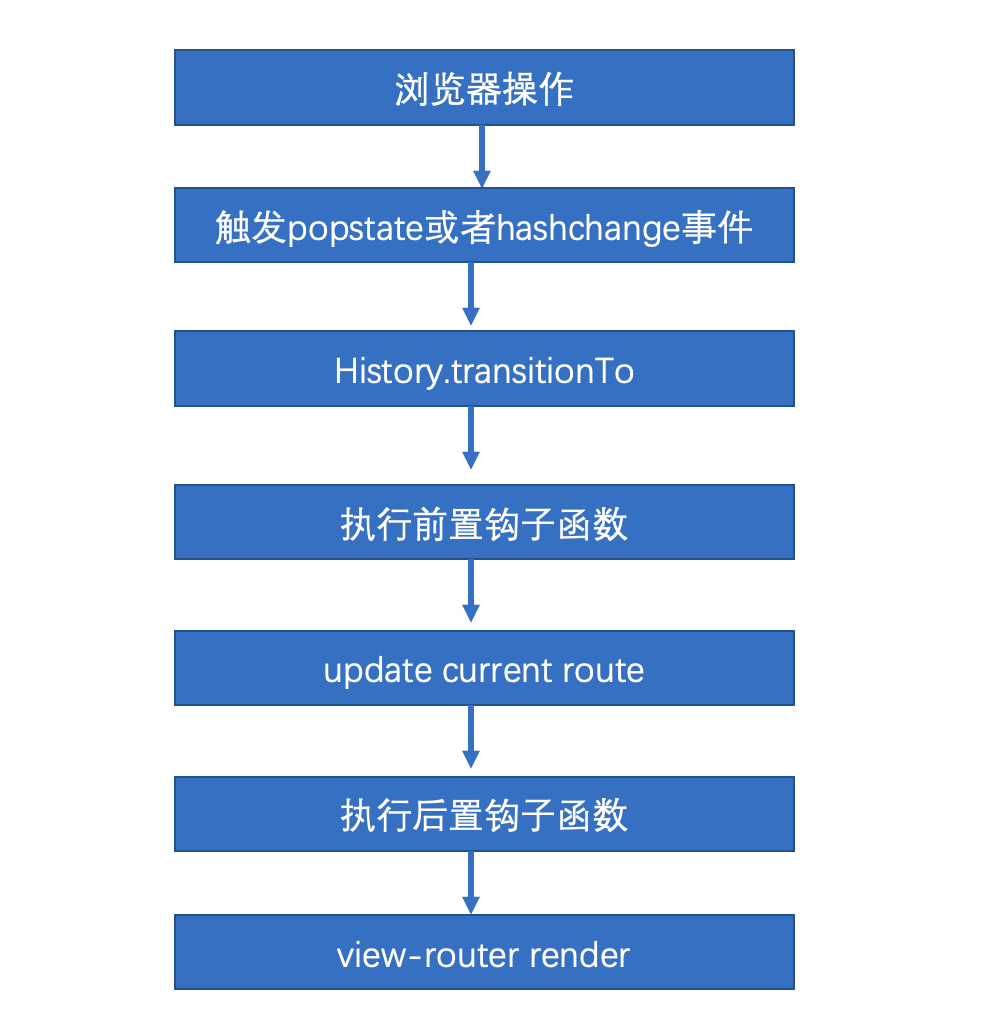 浏览器操作
触发popstate或者hashchange事件
History.transitionTo
执行前置钩子函数
update current route
执行后置钩子函数
view-router render